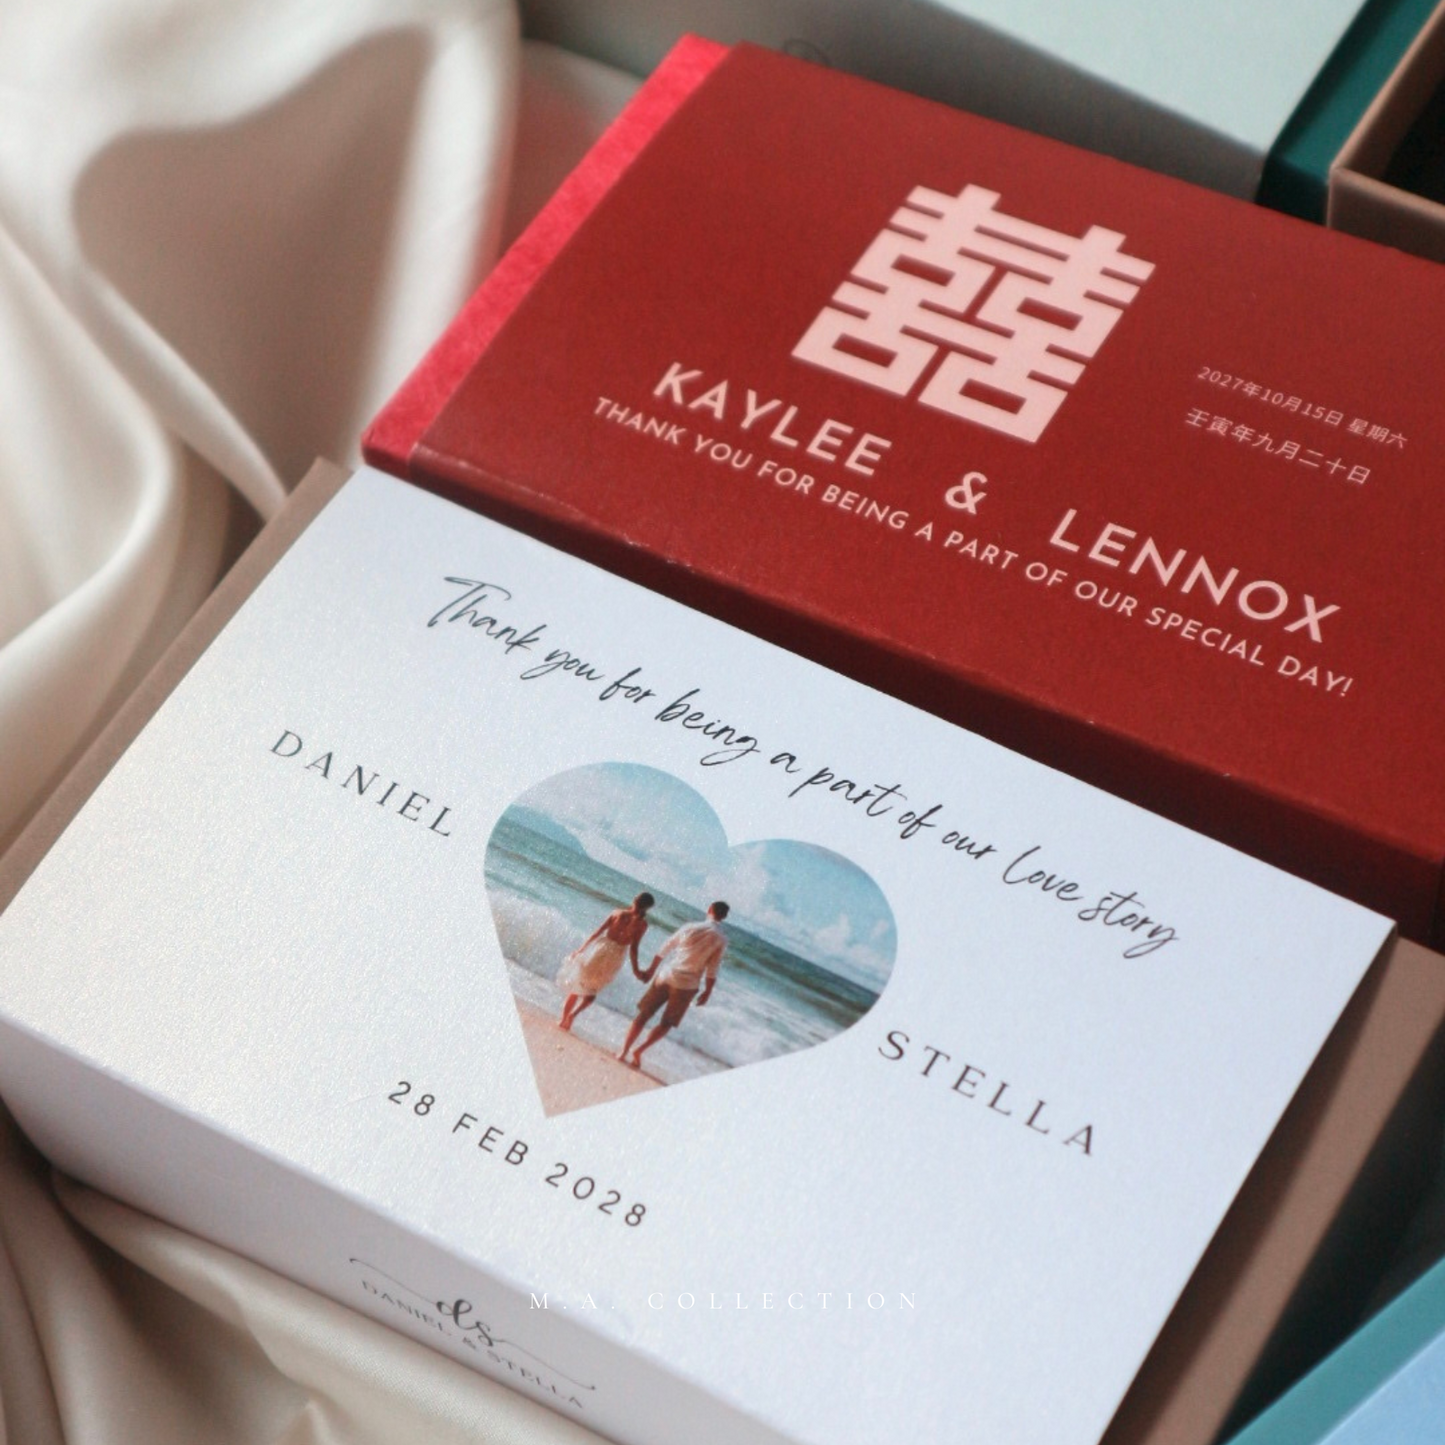 囍
KAYLEE & LENNOX
THANK YOU FOR BEING A PART OF OUR SPECIAL DAY!
2027年10月15日 星期六
壬寅年九月二十日
Thank you for being a part of our love story
DANIEL
STELLA
28 FEB 2028
ds
DANIEL & STELLA
M.A. COLLECTION